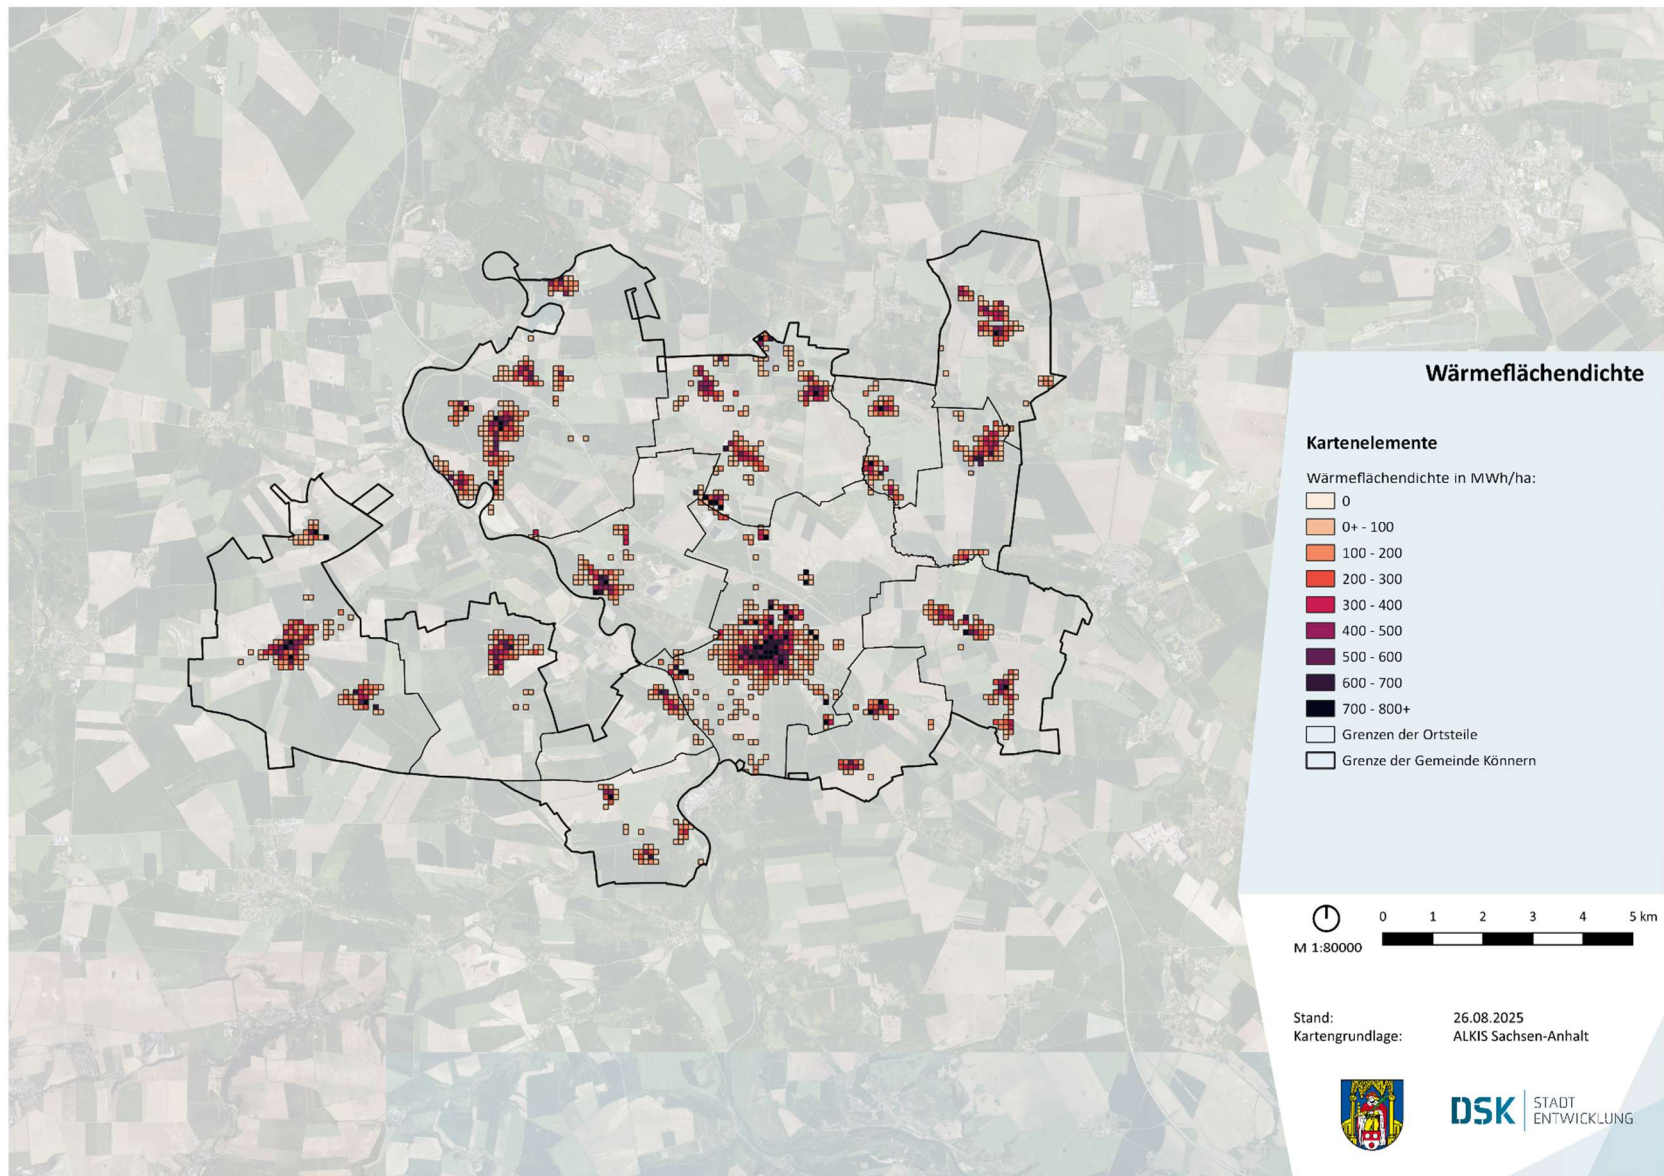 Wärmeflächendichte
Kartenelemente
Wärmeflächendichte in MWh/ha:
0
0+ - 100
100 - 200
200 - 300
300 - 400
400 - 500
500 - 600
600 - 700
700 - 800+
Grenzen der Ortsteile
Grenze der Gemeinde Könnern
0 1 2 3 4 5 km
M 1:80000
Stand: 26.08.2025
Kartengrundlage: ALKIS Sachsen-Anhalt
DSK STADT
ENTWICKLUNG